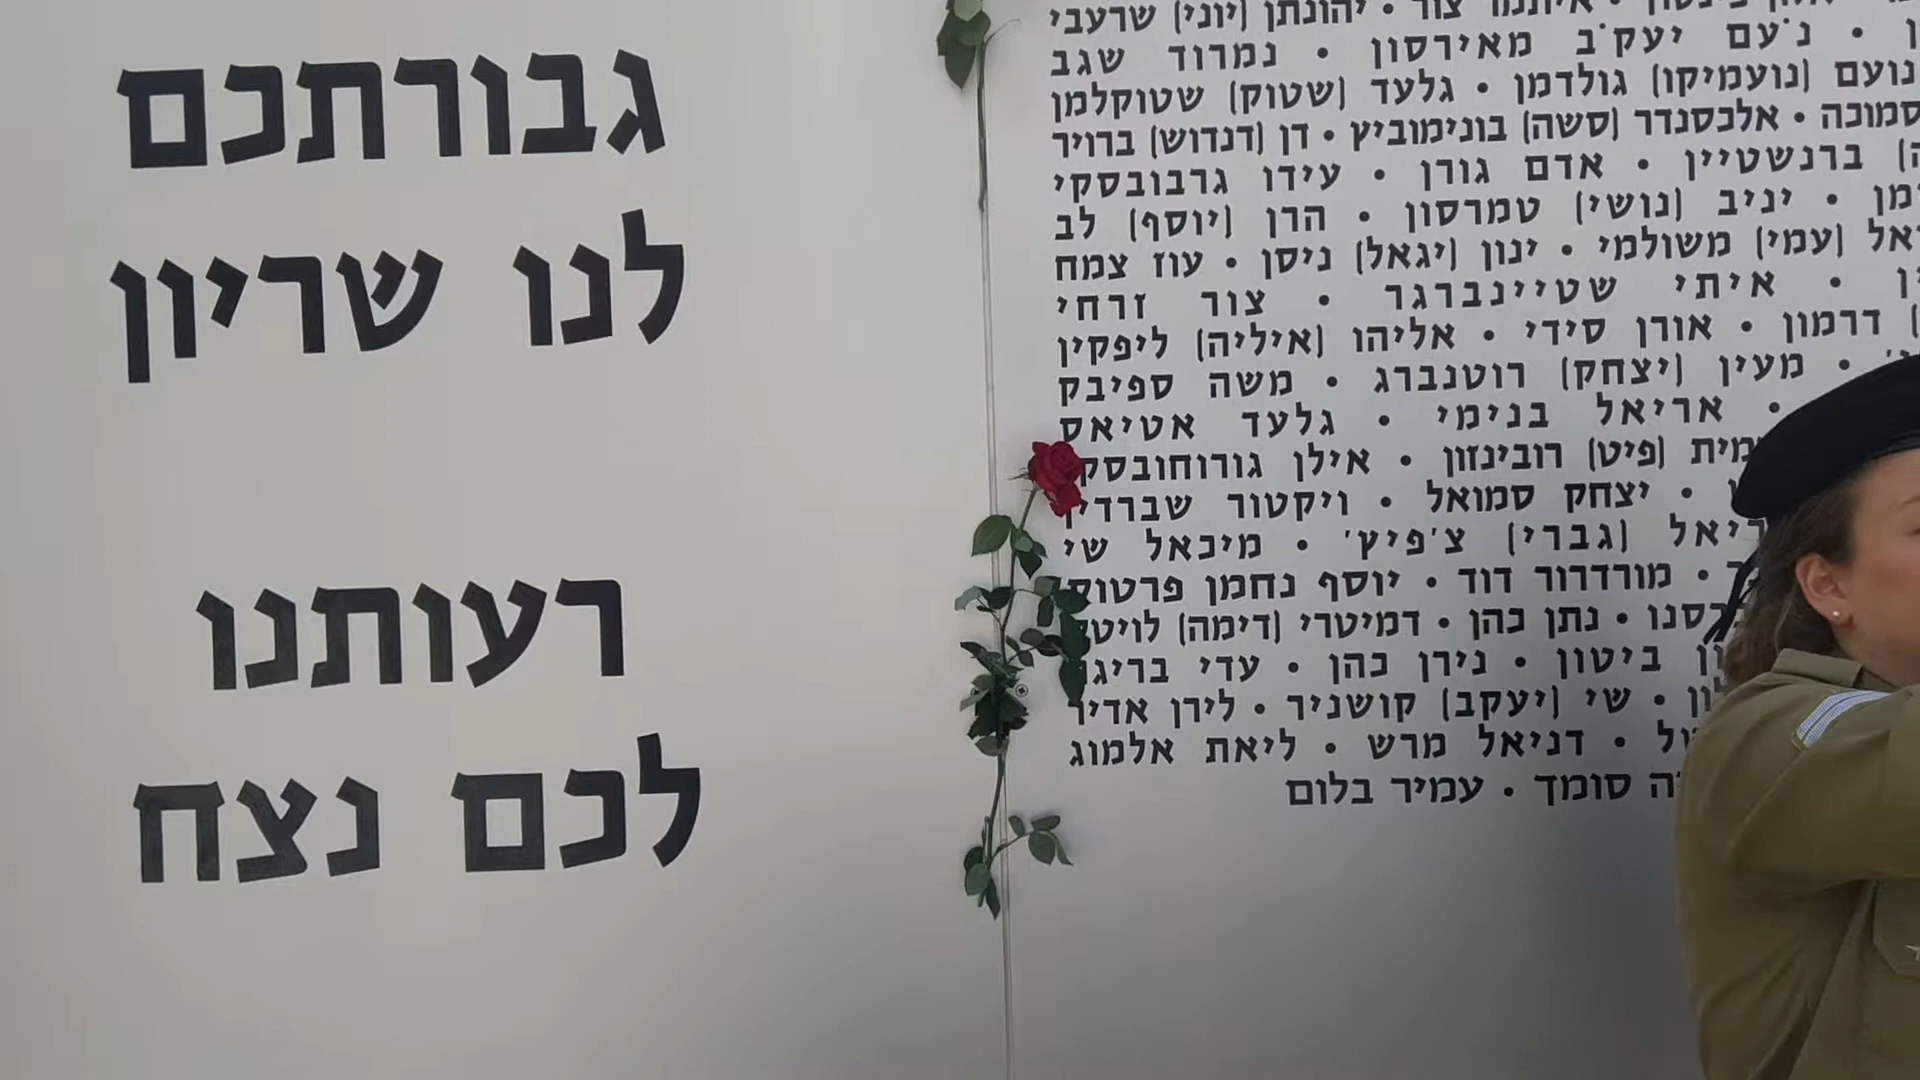 גבורתכם
לנו שריון
רעותנו
לכם נצח
יהונתן (יוני) שרעבי
נֹעם יעקֹב מאירסון • נמרוד שגב
נועם (נועמיקו) גולדמן • גלעד (שטוק) שטוקלמן
סמוכה • אלכסנדר (סשה) בונימוביץ • דן (דנדוש) ברויר
ברנשטיין • אדם גורן • עידו גרבובסקי
יניב (נושי) טמרסון • הרן (יוסף) לב
(עמי) משולמי • ינון (יגאל) ניסן • עוז צמח
• איתי שטיינברגר • צור זרחי
דרמון • אורן סידי • אליהו (איליה) ליפקין
• מעין (יצחק) רוטנברג • משה ספיבק
• אריאל בנימי • גלעד אטיאס
(פיט) רובינזון • אילן גורוחובסקי
• יצחק סמואל • ויקטור שברדין
(גברי) צ'פיץ' • מיכאל שי
• מורדרור דוד • יוסף נחמן פרטוש
• נתן כהן • דמיטרי (דימה)
ביטון • נירן כהן • עדי בריגה
• שי (יעקב) קושניר • לירן אדיר
• דניאל מרש • ליאת אלמוג
סומך • עמיר בלום